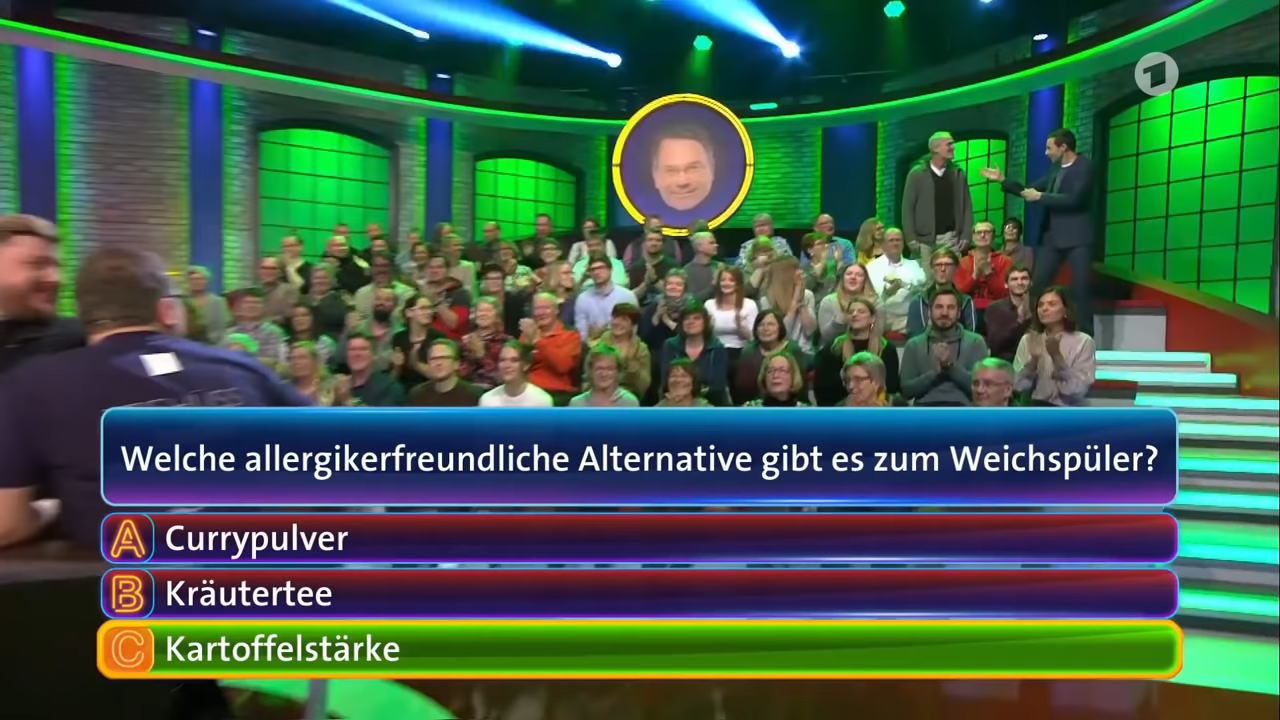 Welche allergikerfreundliche Alternative gibt es zum Weichspüler?
A Currypulver
B Kräutertee
C Kartoffelstärke